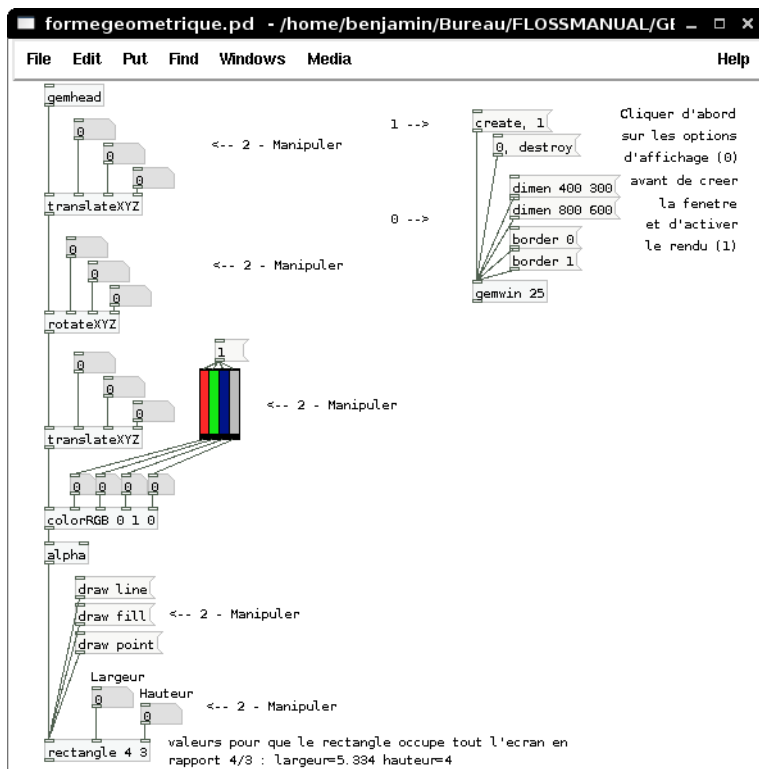 formegeometrique.pd - /home/benjamin/Bureau/FLOSSMANUAL/GE
File Edit Put Find Windows Media Help
gemhead
0
0
0
translateXYZ
<-- 2 - Manipuler
0
0
0
rotateXYZ
<-- 2 - Manipuler
0
0
0
translateXYZ
1
<-- 2 - Manipuler
0 0 0 0
colorRGB 0 1 0
alpha
draw line
draw fill
draw point
<-- 2 - Manipuler
Largeur
0
Hauteur
0
<-- 2 - Manipuler
rectangle 4 3
valeurs pour que le rectangle occupe tout l'ecran en
rapport 4/3 : largeur=5.334 hauteur=4
1 -->
create, 1
0, destroy
0 -->
dimen 400 300
dimen 800 600
border 0
border 1
gemwin 25
Cliquer d'abord
sur les options
d'affichage (0)
avant de creer
la fenetre
et d'activer
le rendu (1)